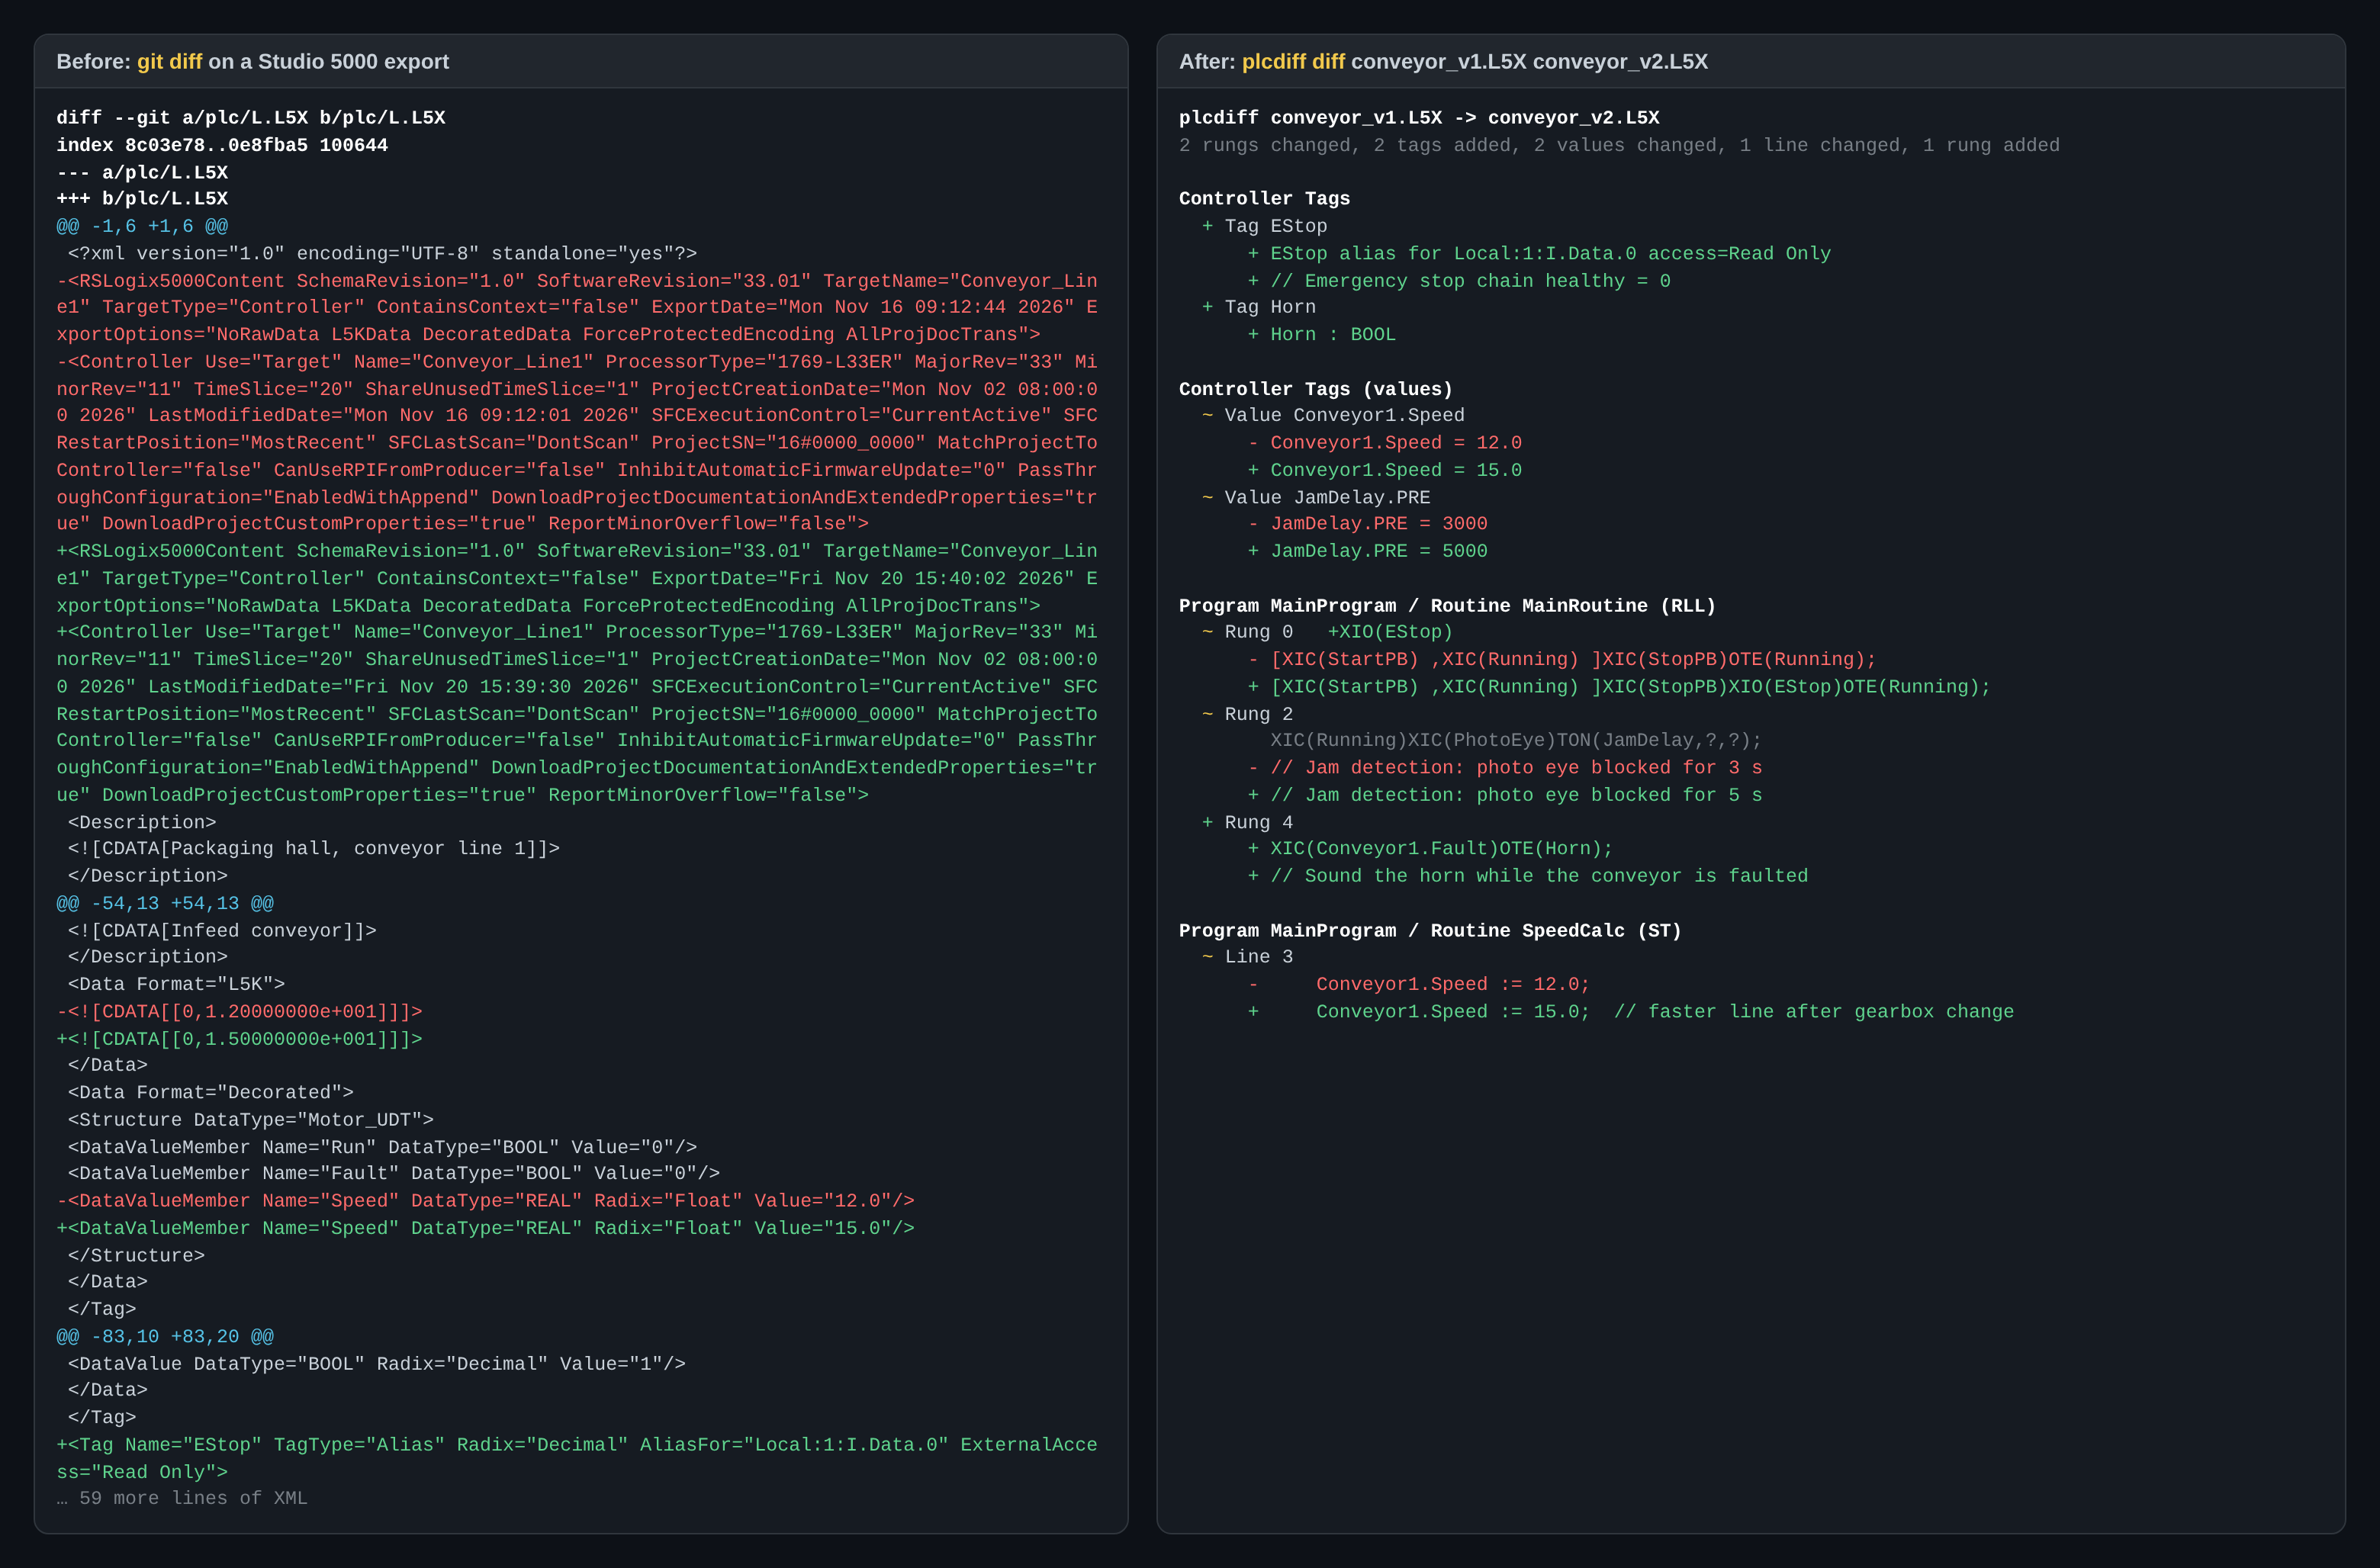 Before: git diff on a Studio 5000 export
diff --git a/plc/L.L5X b/plc/L.L5X
index 8c03e78..0e8fba5 100644
--- a/plc/L.L5X
+++ b/plc/L.L5X
@@ -1,6 +1,6 @@
 <?xml version="1.0" encoding="UTF-8" standalone="yes"?>
-<RSLogix5000Content SchemaRevision="1.0" SoftwareRevision="33.01" TargetName="Conveyor_Lin
e1" TargetType="Controller" ContainsContext="false" ExportDate="Mon Nov 16 09:12:44 2026" E
xportOptions="NoRawData L5KData DecoratedData ForceProtectedEncoding AllProjDocTrans">
-<Controller Use="Target" Name="Conveyor_Line1" ProcessorType="1769-L33ER" MajorRev="33" Mi
norRev="11" TimeSlice="20" ShareUnusedTimeSlice="1" ProjectCreationDate="Mon Nov 02 08:00:0
0 2026" LastModifiedDate="Mon Nov 16 09:12:01 2026" SFCExecutionControl="CurrentActive" SFC
RestartPosition="MostRecent" SFCLastScan="DontScan" ProjectSN="16#0000_0000" MatchProjectTo
Controller="false" CanUseRPIFromProducer="false" InhibitAutomaticFirmwareUpdate="0" PassThr
oughConfiguration="EnabledWithAppend" DownloadProjectDocumentationAndExtendedProperties="tr
ue" DownloadProjectCustomProperties="true" ReportMinorOverflow="false">
+<RSLogix5000Content SchemaRevision="1.0" SoftwareRevision="33.01" TargetName="Conveyor_Lin
e1" TargetType="Controller" ContainsContext="false" ExportDate="Fri Nov 20 15:40:02 2026" E
xportOptions="NoRawData L5KData DecoratedData ForceProtectedEncoding AllProjDocTrans">
+<Controller Use="Target" Name="Conveyor_Line1" ProcessorType="1769-L33ER" MajorRev="33" Mi
norRev="11" TimeSlice="20" ShareUnusedTimeSlice="1" ProjectCreationDate="Mon Nov 02 08:00:0
0 2026" LastModifiedDate="Fri Nov 20 15:39:30 2026" SFCExecutionControl="CurrentActive" SFC
RestartPosition="MostRecent" SFCLastScan="DontScan" ProjectSN="16#0000_0000" MatchProjectTo
Controller="false" CanUseRPIFromProducer="false" InhibitAutomaticFirmwareUpdate="0" PassThr
oughConfiguration="EnabledWithAppend" DownloadProjectDocumentationAndExtendedProperties="tr
ue" DownloadProjectCustomProperties="true" ReportMinorOverflow="false">
 <Description>
 <![CDATA[Packaging hall, conveyor line 1]]>
 </Description>
@@ -54,13 +54,13 @@
 <![CDATA[Infeed conveyor]]>
 </Description>
 <Data Format="L5K">
-<![CDATA[[0,1.20000000e+001]]]>
+<![CDATA[[0,1.50000000e+001]]]>
 </Data>
 <Data Format="Decorated">
 <Structure DataType="Motor_UDT">
 <DataValueMember Name="Run" DataType="BOOL" Value="0"/>
 <DataValueMember Name="Fault" DataType="BOOL" Value="0"/>
-<DataValueMember Name="Speed" DataType="REAL" Radix="Float" Value="12.0"/>
+<DataValueMember Name="Speed" DataType="REAL" Radix="Float" Value="15.0"/>
 </Structure>
 </Data>
 </Tag>
@@ -83,10 +83,20 @@
 <DataValue DataType="BOOL" Radix="Decimal" Value="1"/>
 </Data>
 </Tag>
+<Tag Name="EStop" TagType="Alias" Radix="Decimal" AliasFor="Local:1:I.Data.0" ExternalAcce
ss="Read Only">
… 59 more lines of XML
After: plcdiff diff conveyor_v1.L5X conveyor_v2.L5X
plcdiff conveyor_v1.L5X -> conveyor_v2.L5X
2 rungs changed, 2 tags added, 2 values changed, 1 line changed, 1 rung added
Controller Tags
+ Tag EStop
+ EStop alias for Local:1:I.Data.0 access=Read Only
+ // Emergency stop chain healthy = 0
+ Tag Horn
+ Horn : BOOL
Controller Tags (values)
~ Value Conveyor1.Speed
- Conveyor1.Speed = 12.0
+ Conveyor1.Speed = 15.0
~ Value JamDelay.PRE
- JamDelay.PRE = 3000
+ JamDelay.PRE = 5000
Program MainProgram / Routine MainRoutine (RLL)
~ Rung 0   +XIO(EStop)
- [XIC(StartPB) ,XIC(Running) ]XIC(StopPB)OTE(Running);
+ [XIC(StartPB) ,XIC(Running) ]XIC(StopPB)XIO(EStop)OTE(Running);
~ Rung 2
XIC(Running)XIC(PhotoEye)TON(JamDelay,?,?);
- // Jam detection: photo eye blocked for 3 s
+ // Jam detection: photo eye blocked for 5 s
+ Rung 4
+ XIC(Conveyor1.Fault)OTE(Horn);
+ // Sound the horn while the conveyor is faulted
Program MainProgram / Routine SpeedCalc (ST)
~ Line 3
-     Conveyor1.Speed := 12.0;
+     Conveyor1.Speed := 15.0;  // faster line after gearbox change